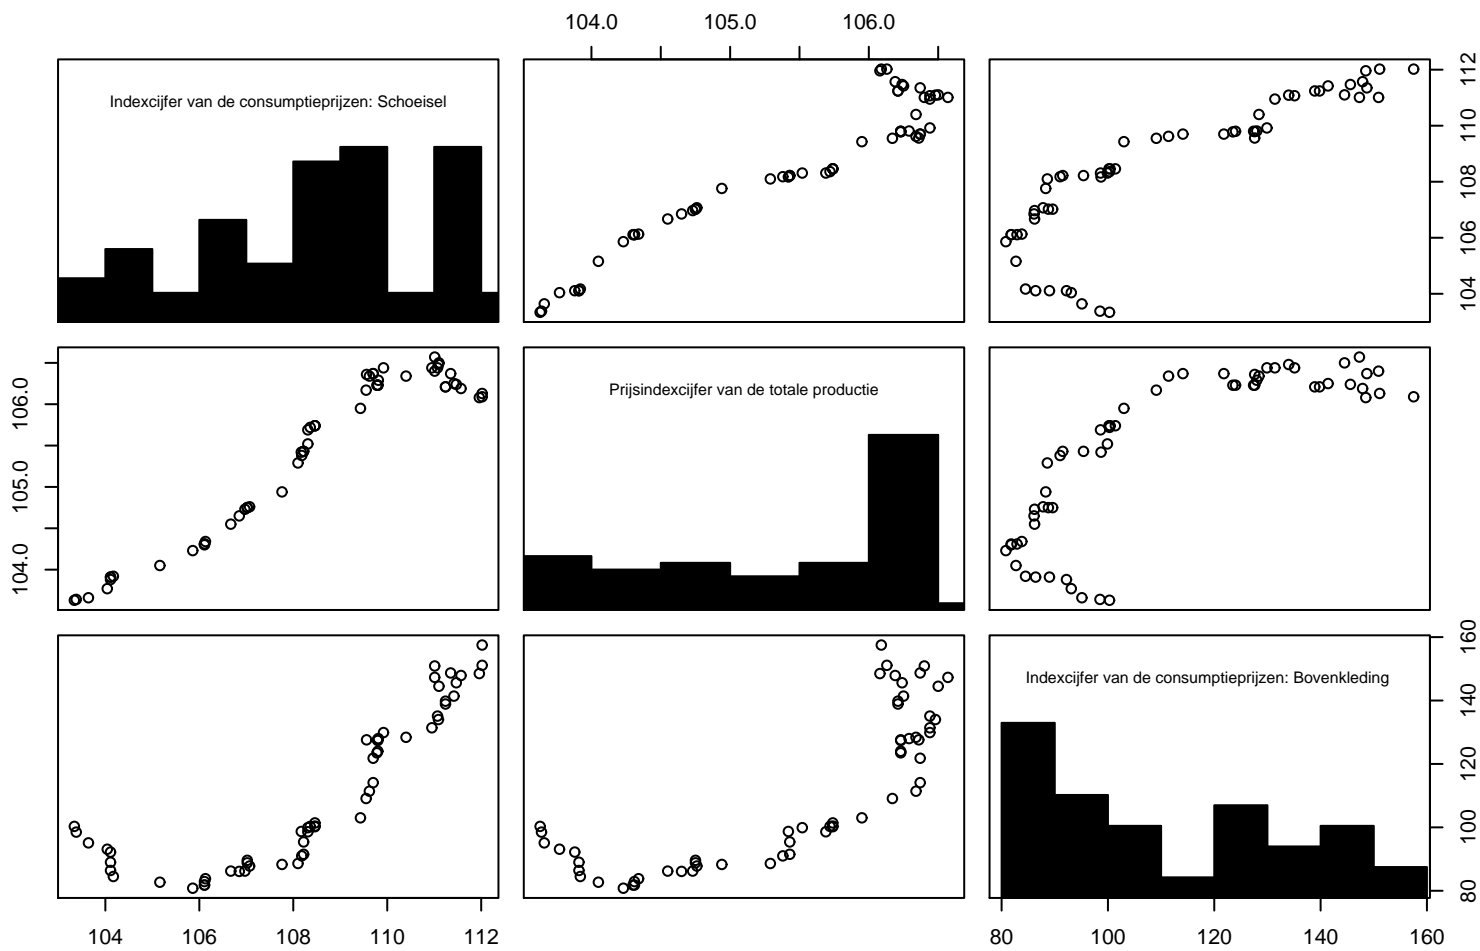 104.0 105.0 106.0
Indexcijfer van de consumptieprijzen: Schoeisel
104 106 108 110 112
104.0 105.0 106.0
Prijsindexcijfer van de totale productie
Indexcijfer van de consumptieprijzen: Bovenkleding
80 100 120 140 160
104 106 108 110 112
80 100 120 140 160